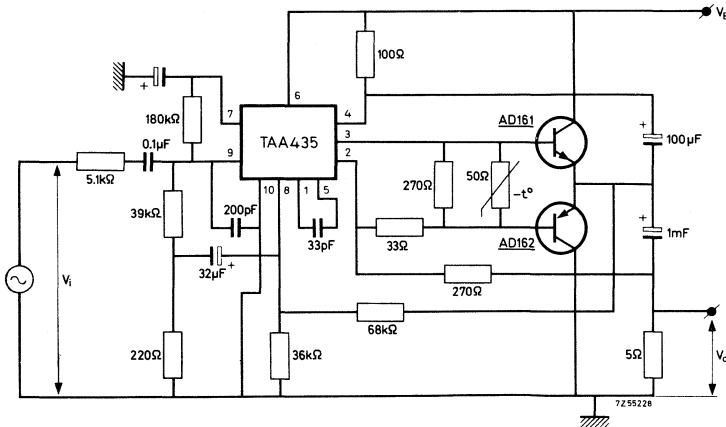 V_B
100Ω
6
+
180kΩ
7
4
TAA435
3
AD161
+
100μF
0.1μF
9
2
5.1kΩ
10 8 1 5
270Ω
50Ω
-t°
39kΩ
200pF
33pF
33Ω
AD162
+
1mF
V_i
32μF
+
270Ω
68kΩ
220Ω
36kΩ
5Ω
7Z55228